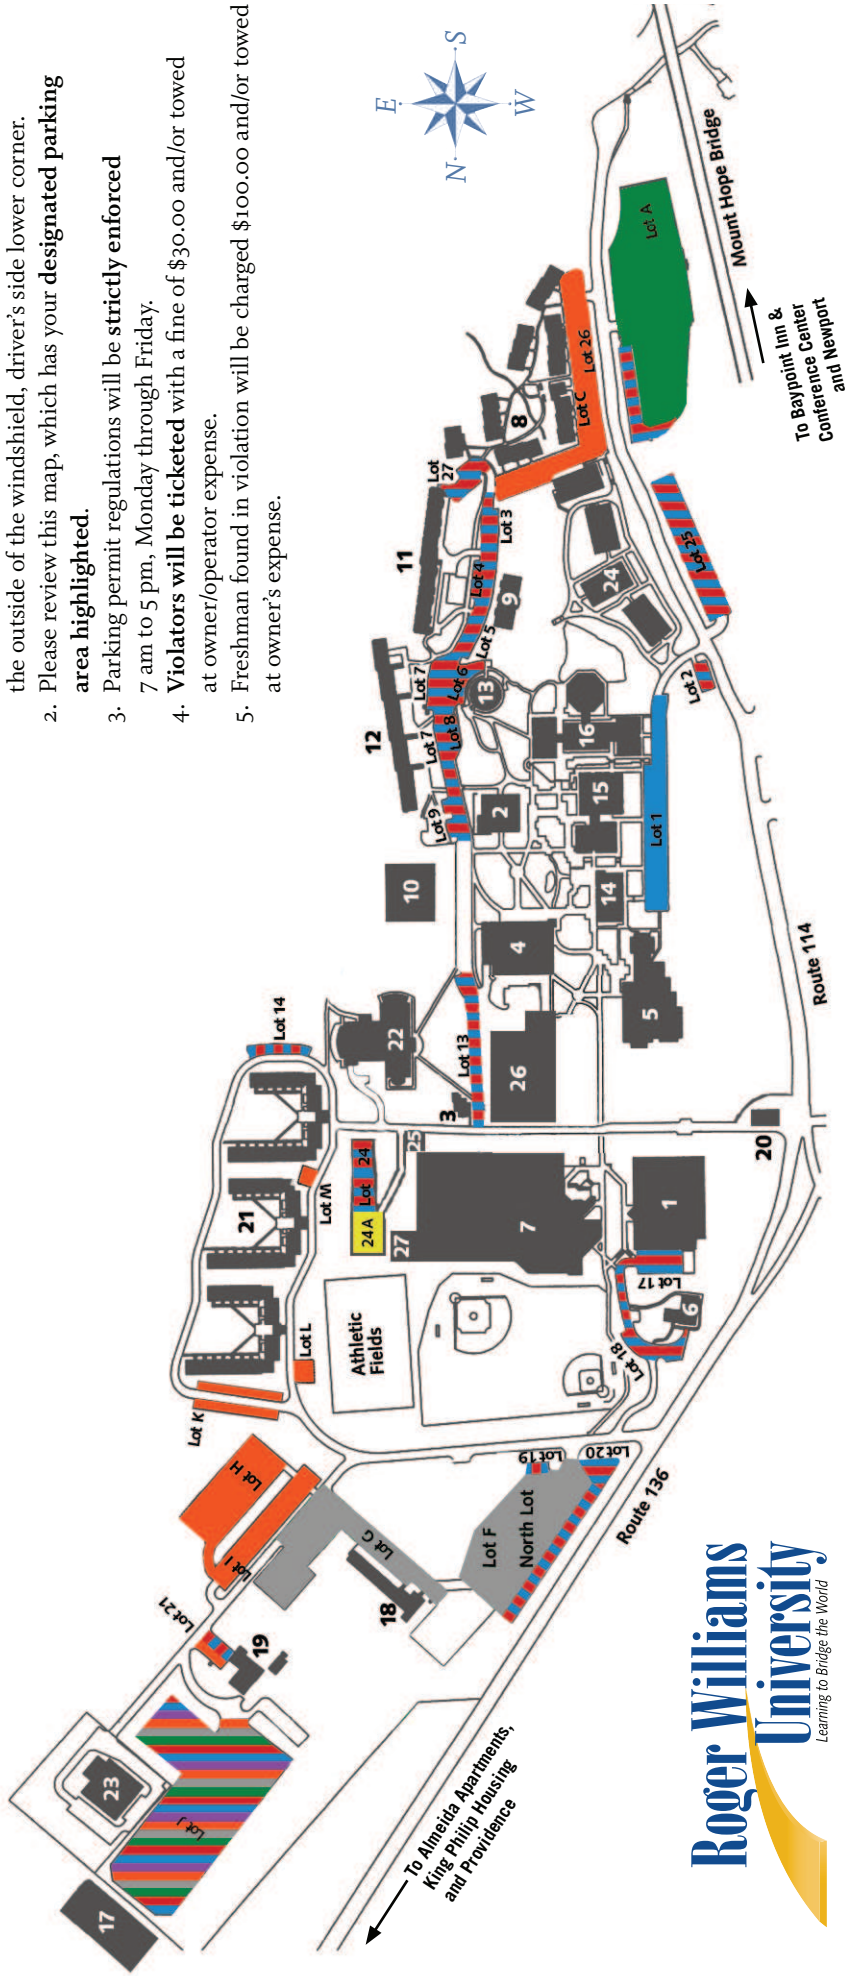 the outside of the windshield, driver's side lower corner.
2. Please review this map, which has your designated parking
area highlighted.
3. Parking permit regulations will be strictly enforced
7 am to 5 pm, Monday through Friday.
4. Violators will be ticketed with a fine of $30.00 and/or towed
at owner/operator expense.
5. Freshman found in violation will be charged $100.00 and/or towed
at owner's expense.
E
S
N
W
Mount Hope Bridge
To Baypoint Inn &
Conference Center
and Newport
Lot A
Lot 26
Lot C
8
Lot
27
11
Lot 3
Lot 4
9
Lot 5
24
Lot 25
Lot 2
12
Lot 7
Lot 6
13
Lot 7
Lot 8
16
Lot 9
2
15
Lot 1
10
14
4
5
Route 114
Lot 14
22
Lot 13
26
3
20
21
Lot M
Lot 24
24A
25
27
7
1
Lot 17
6
Lot 18
Lot L
Athletic
Fields
Lot K
Lot H
Lot I
Lot G
Lot F
North Lot
Lot 19
Lot 20
Route 136
18
Lot 21
19
23
Lot J
17
To Almeida Apartments,
King Philip Housing
and Providence
Roger Williams
University
Learning to Bridge the World